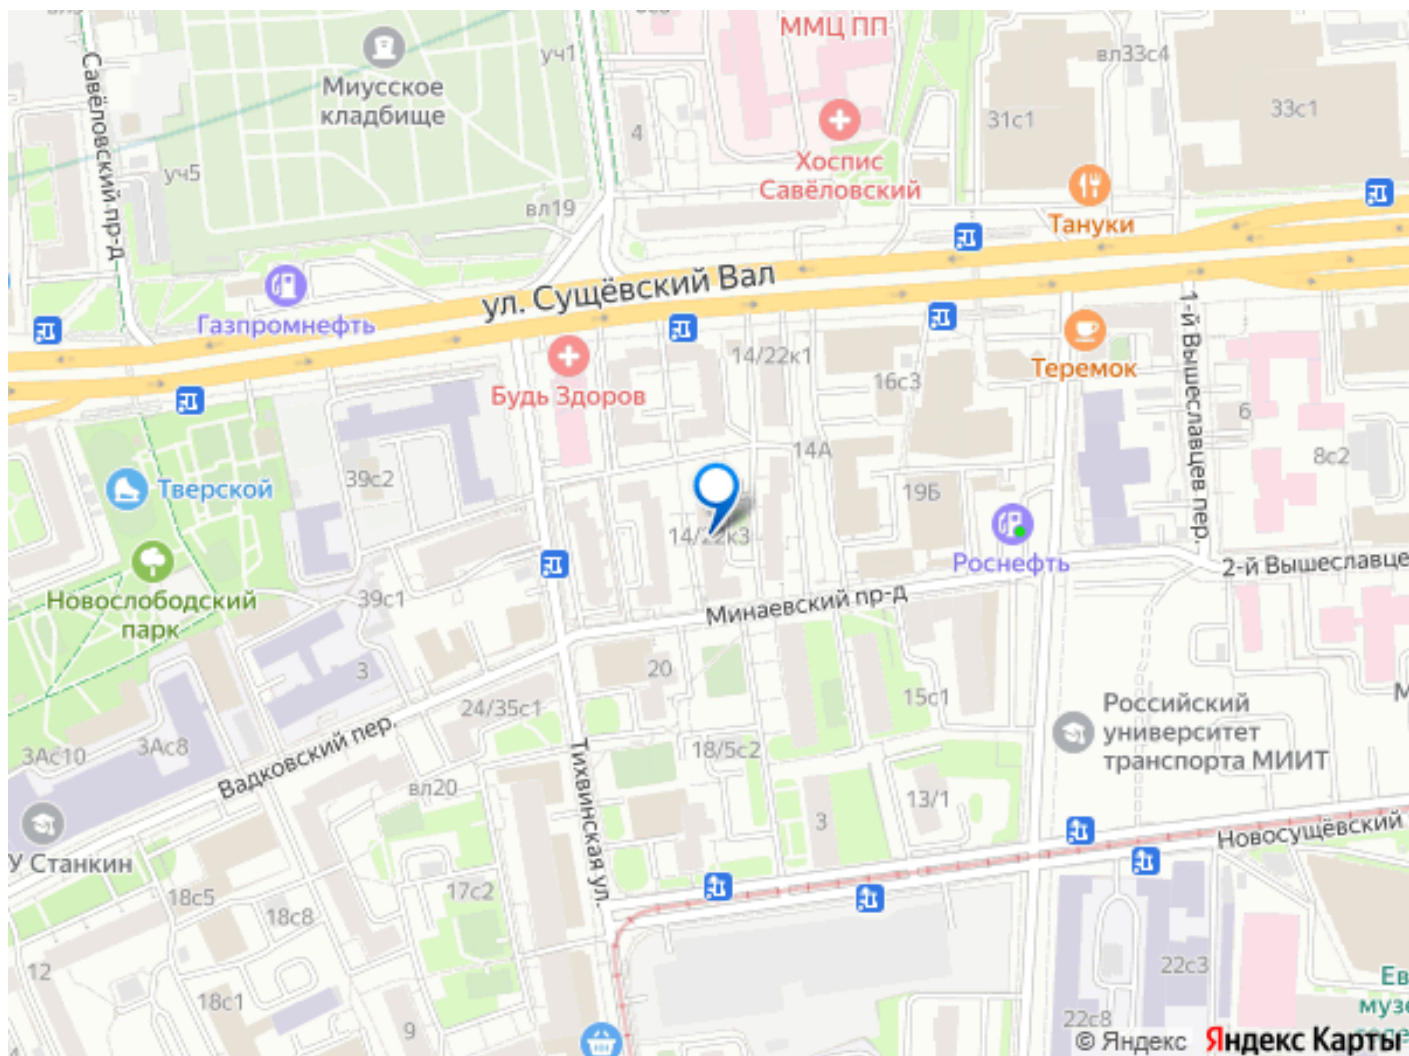 ММЦ ПП
уч1
вл33с4
Савёловский пр-д
Миусское
кладбище
33с1
31с1
4
Хоспис
Савёловский
уч5
вл19
Тануки
ул. Сущёвский Вал
Газпромнефть
1-й Вышеславцев пер.
14/22к1
Теремок
16с3
Будь Здоров
6
14А
8с2
39с2
Тверской
19Б
14/22к3
Роснефть
2-й Вышеславце
Новослободский
парк
39с1
Минаевский пр-д
3
20
15с1
24/35с1
Российский
университет
транспорта МИИТ
3Ас10
3Ас8
18/5с2
Вадковский пер.
Тихвинская ул.
вл20
13/1
3
Новосущёвский
У Станкин
17с2
18с5
18с8
12
22с3
18с1
Ев
музе
9
22с8
© Яндекс
Яндекс Карты